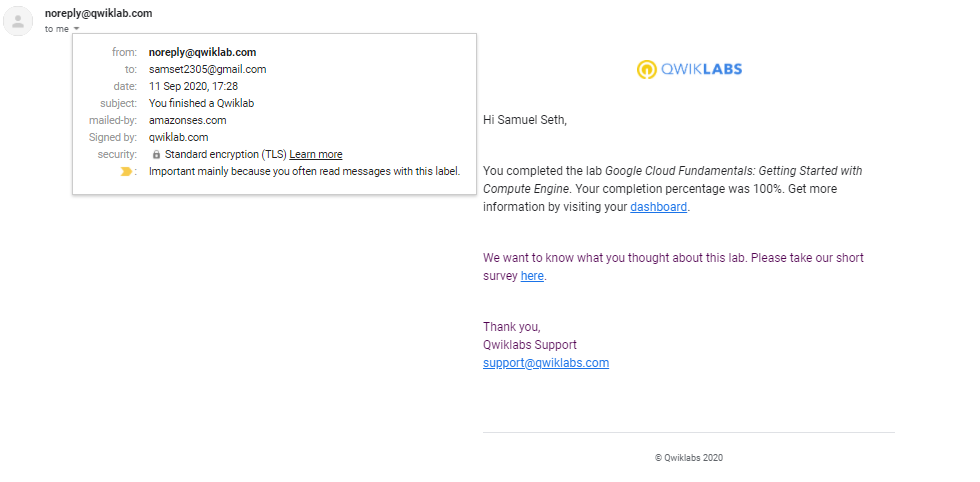 noreply@qwiklab.com
to me
from: noreply@qwiklab.com
to: samset2305@gmail.com
date: 11 Sep 2020, 17:28
subject: You finished a Qwiklab
mailed-by: amazonses.com
Signed by: qwiklab.com
security: Standard encryption (TLS) Learn more
: Important mainly because you often read messages with this label.
QWIKLABS
Hi Samuel Seth,
You completed the lab Google Cloud Fundamentals: Getting Started with
Compute Engine. Your completion percentage was 100%. Get more
information by visiting your dashboard.
We want to know what you thought about this lab. Please take our short
survey here.
Thank you,
Qwiklabs Support
support@qwiklabs.com
© Qwiklabs 2020